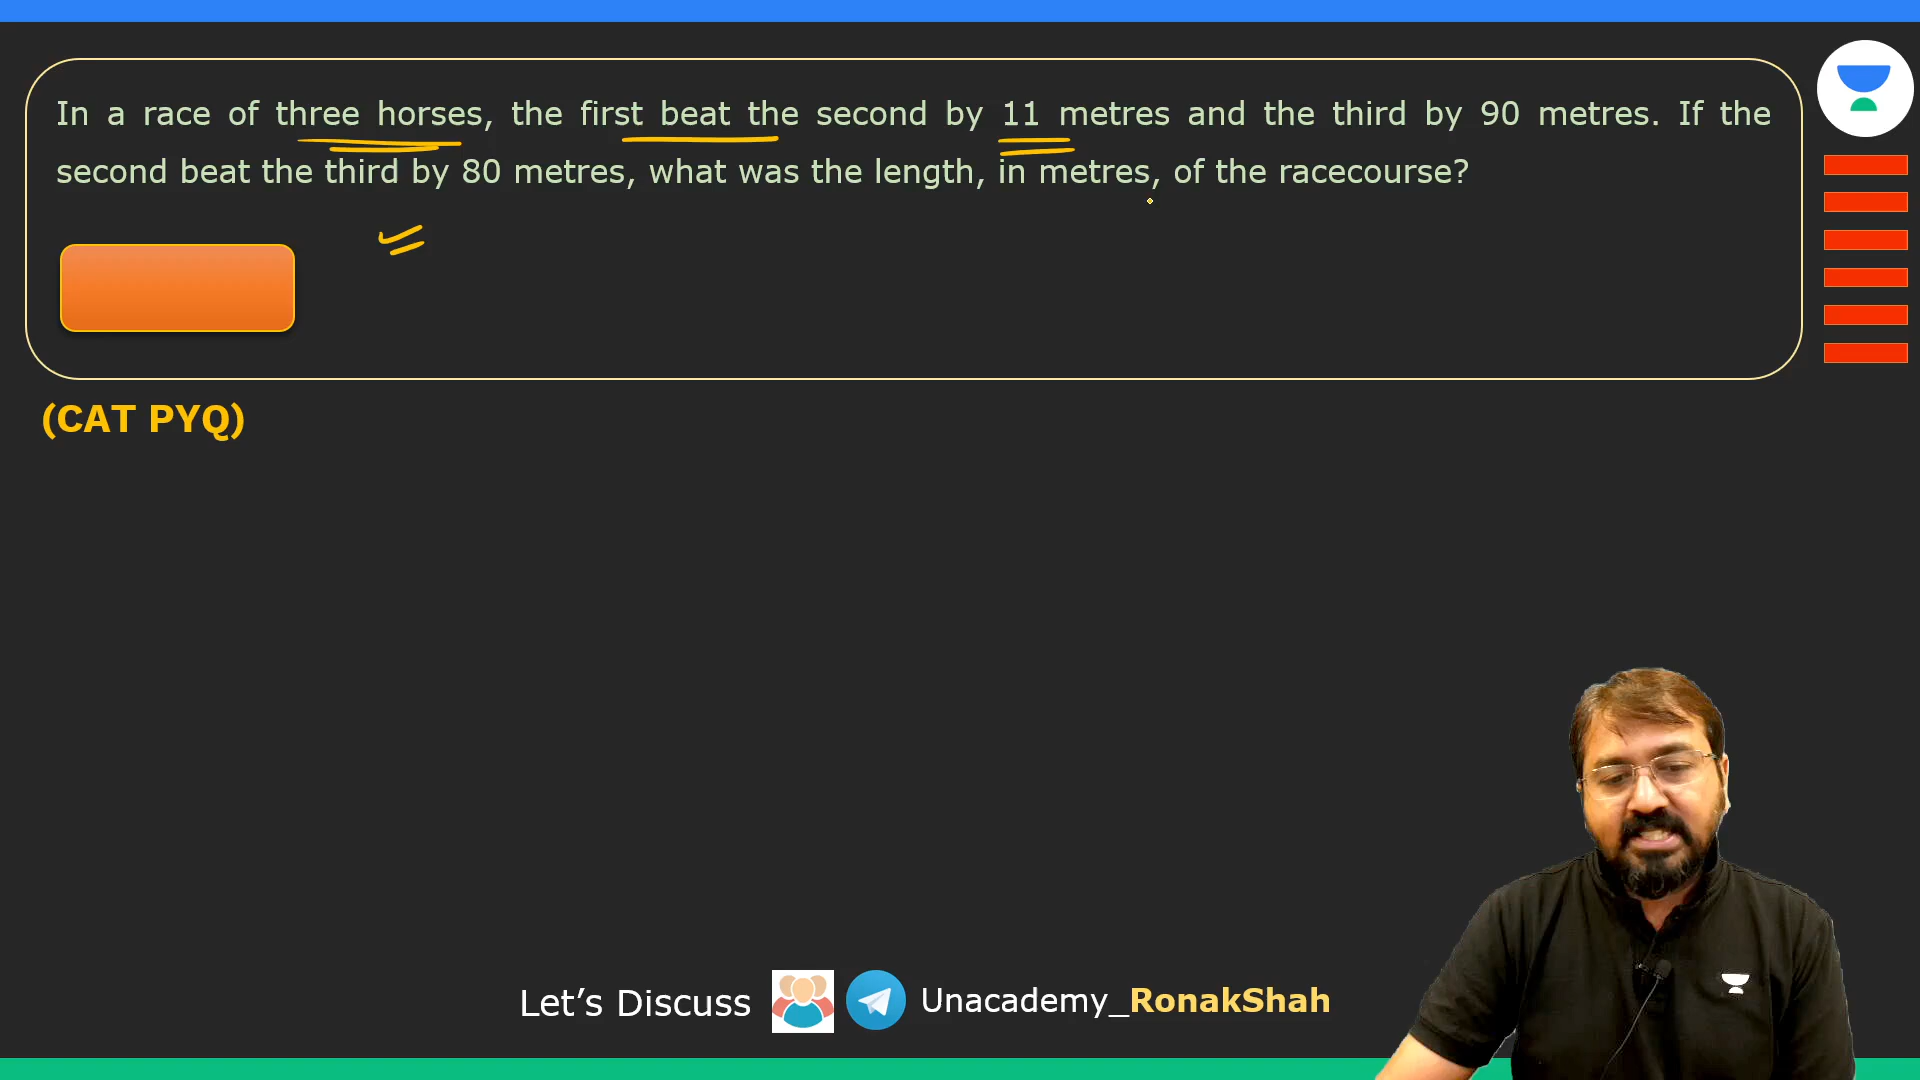 In a race of three horses, the first beat the second by 11 metres and the third by 90 metres. If the
second beat the third by 80 metres, what was the length, in metres, of the racecourse?
(CAT PYQ)
Let’s Discuss Unacademy_RonakShah